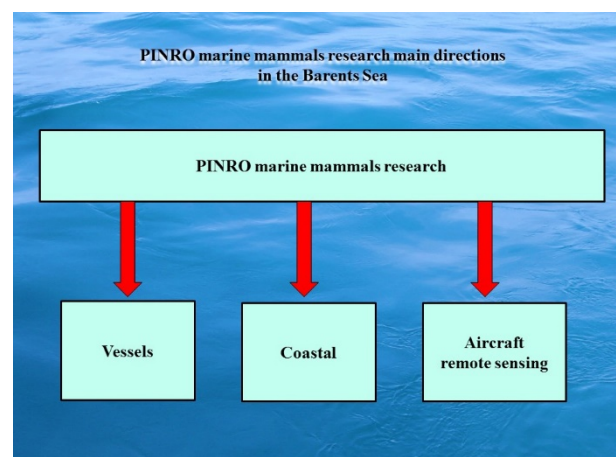 PINRO marine mammals research main directions
in the Barents Sea
PINRO marine mammals research
Vessels
Coastal
Aircraft
remote sensing